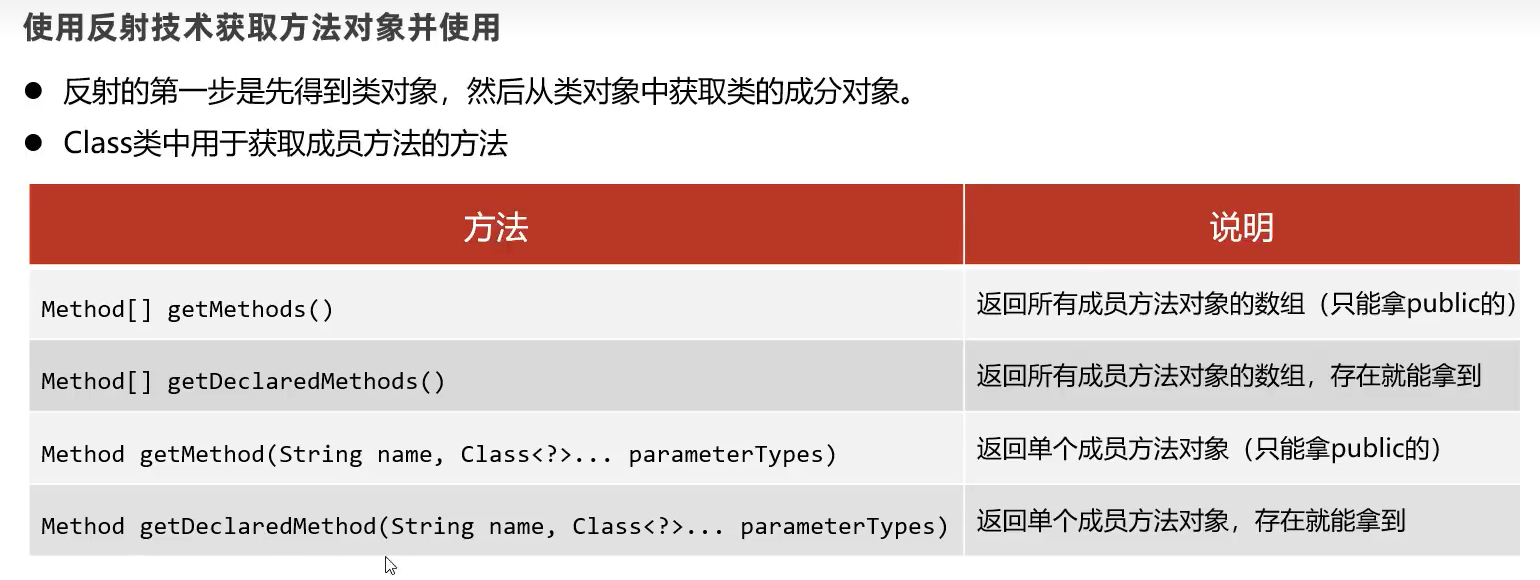 使用反射技术获取方法对象并使用
● 反射的第一步是先得到类对象，然后从类对象中获取类的成分对象。
● Class类中用于获取成员方法的方法
方法 说明
Method[] getMethods() 返回所有成员方法对象的数组（只能拿public的）
Method[] getDeclaredMethods() 返回所有成员方法对象的数组，存在就能拿到
Method getMethod(String name, Class<?>... parameterTypes) 返回单个成员方法对象（只能拿public的）
Method getDeclaredMethod(String name, Class<?>... parameterTypes) 返回单个成员方法对象，存在就能拿到